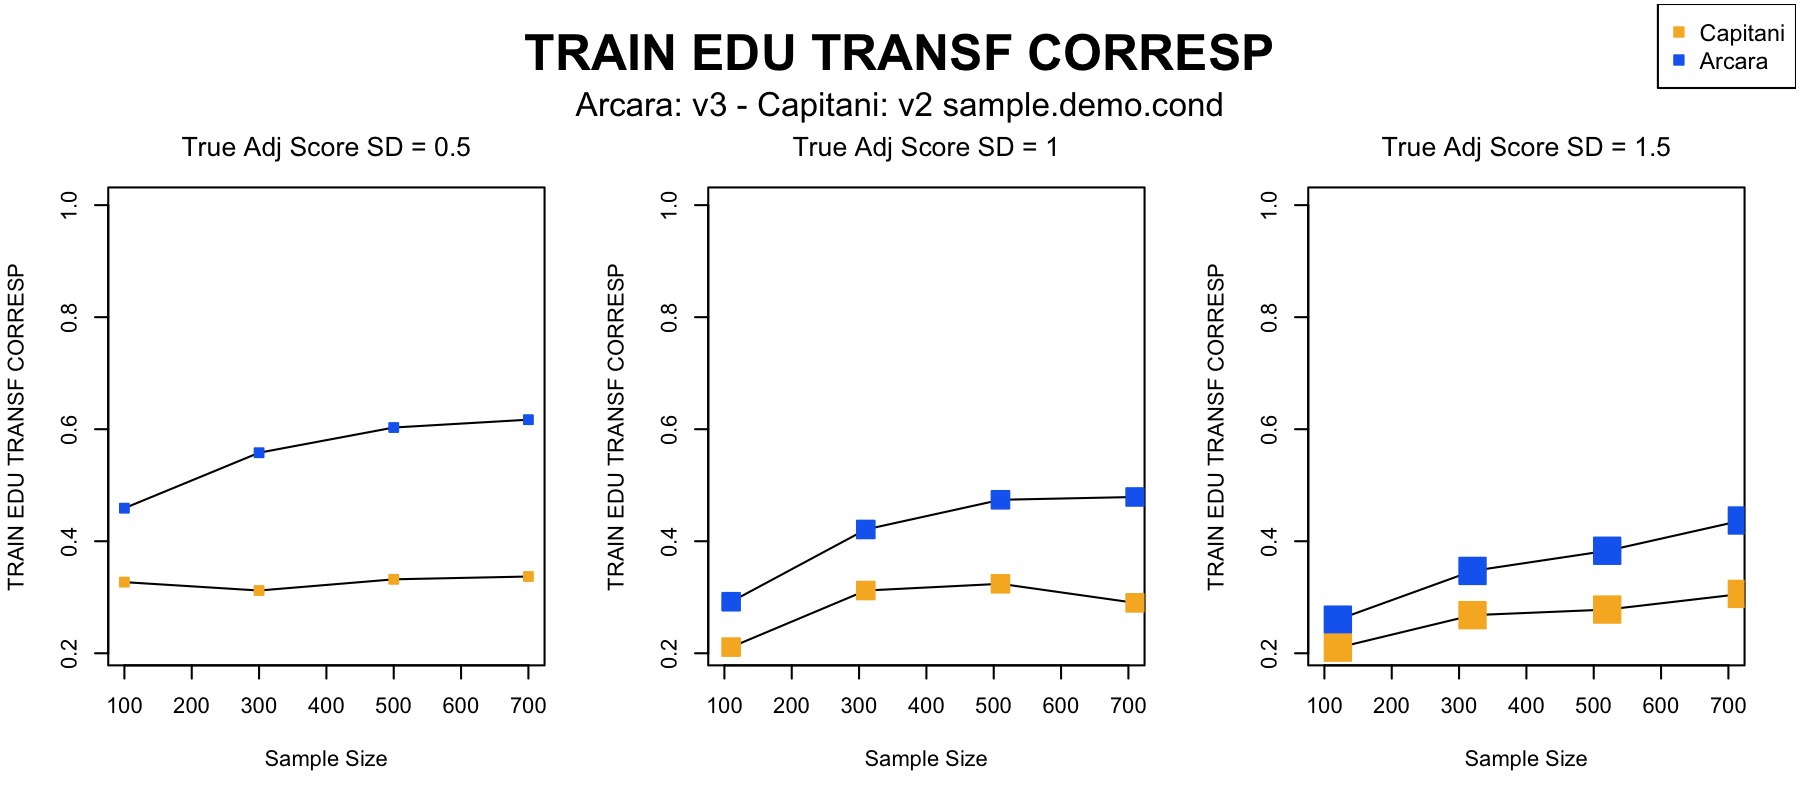 TRAIN EDU TRANSF CORRESP
Arcara: v3 - Capitani: v2 sample.demo.cond
Capitani
Arcara
True Adj Score SD = 0.5
TRAIN EDU TRANSF CORRESP
1.0
0.8
0.6
0.4
0.2
100 200 300 400 500 600 700
Sample Size
True Adj Score SD = 1
TRAIN EDU TRANSF CORRESP
1.0
0.8
0.6
0.4
0.2
100 200 300 400 500 600 700
Sample Size
True Adj Score SD = 1.5
TRAIN EDU TRANSF CORRESP
1.0
0.8
0.6
0.4
0.2
100 200 300 400 500 600 700
Sample Size